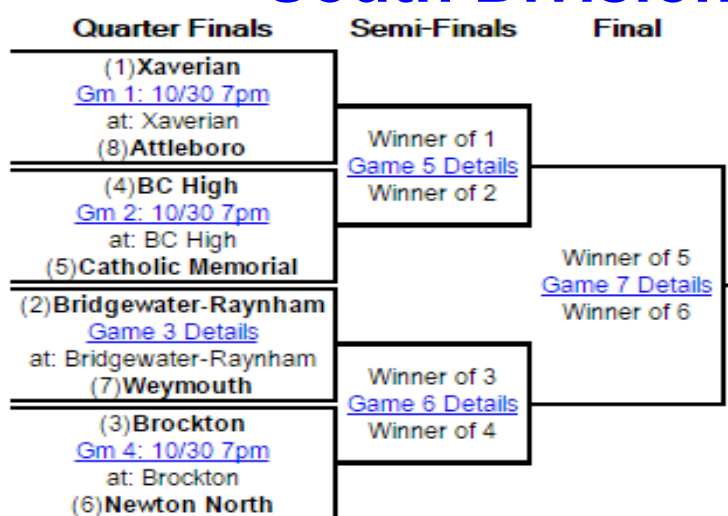 South Division
Quarter Finals
Semi-Finals
Final
(1)Xaverian
Gm 1: 10/30 7pm
at: Xaverian
(8)Attleboro
(4)BC High
Gm 2: 10/30 7pm
at: BC High
(5)Catholic Memorial
(2)Bridgewater-Raynham
Game 3 Details
at: Bridgewater-Raynham
(7)Weymouth
(3)Brockton
Gm 4: 10/30 7pm
at: Brockton
(6)Newton North
Winner of 1
Game 5 Details
Winner of 2
Winner of 3
Game 6 Details
Winner of 4
Winner of 5
Game 7 Details
Winner of 6